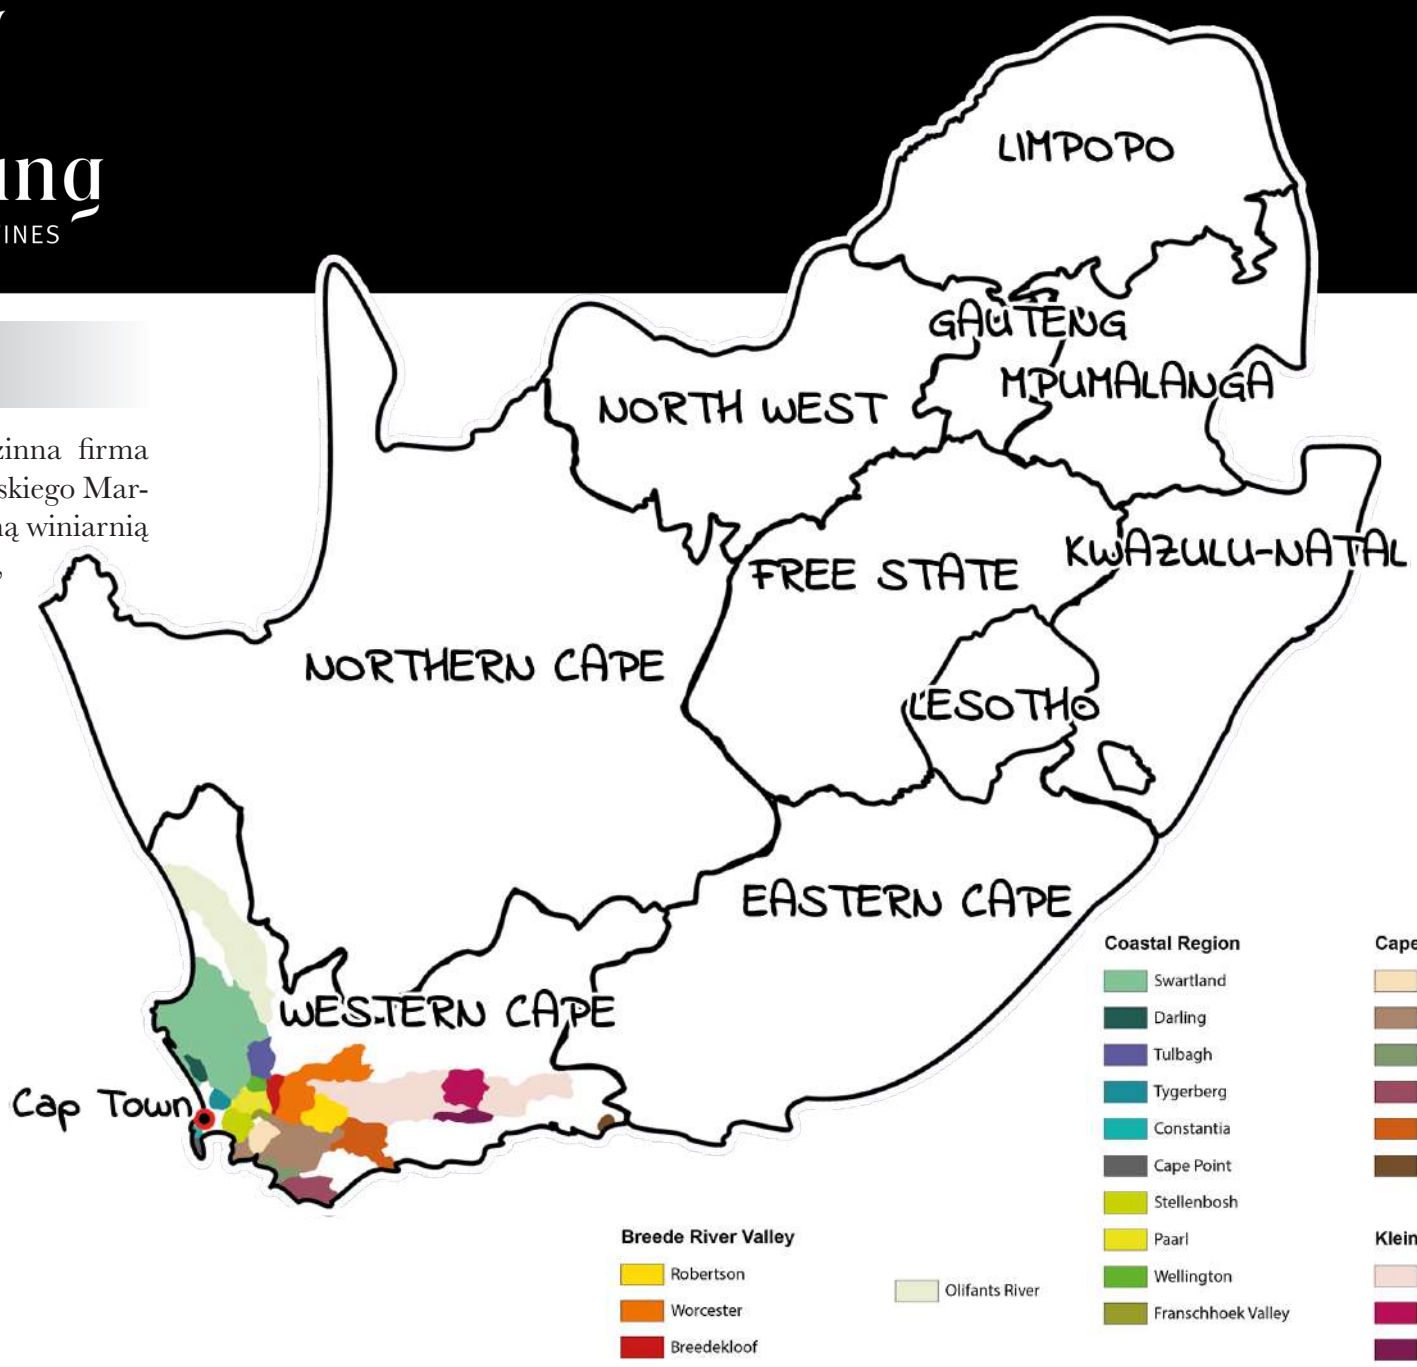 ung
INES
zinna firma
skiego Mar-
ną winiarnią
LIMPOPO
GAUTENG
MPUMALANGA
NORTH WEST
KWAZULU-NATAL
FREE STATE
NORTHERN CAPE
LESOTHO
EASTERN CAPE
WESTERN CAPE
Cap Town
Coastal Region
Swartland
Darling
Tulbagh
Tygerberg
Constantia
Cape Point
Stellenbosh
Paarl
Wellington
Franschhoek Valley
Cape
Klein
Breede River Valley
Robertson
Worcester
Breedekloof
Olifants River